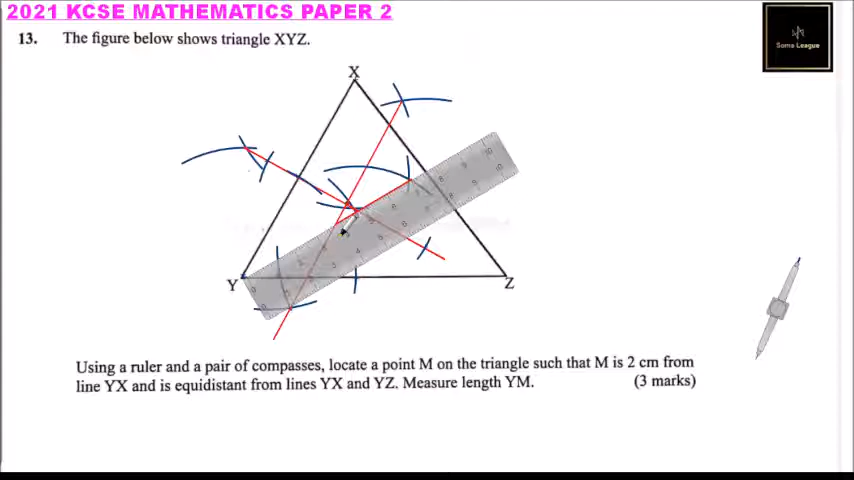 2021 KCSE MATHEMATICS PAPER 2
13. The figure below shows triangle XYZ.
Soma League
X
Y
Z
Using a ruler and a pair of compasses, locate a point M on the triangle such that M is 2 cm from
line YX and is equidistant from lines YX and YZ. Measure length YM. (3 marks)